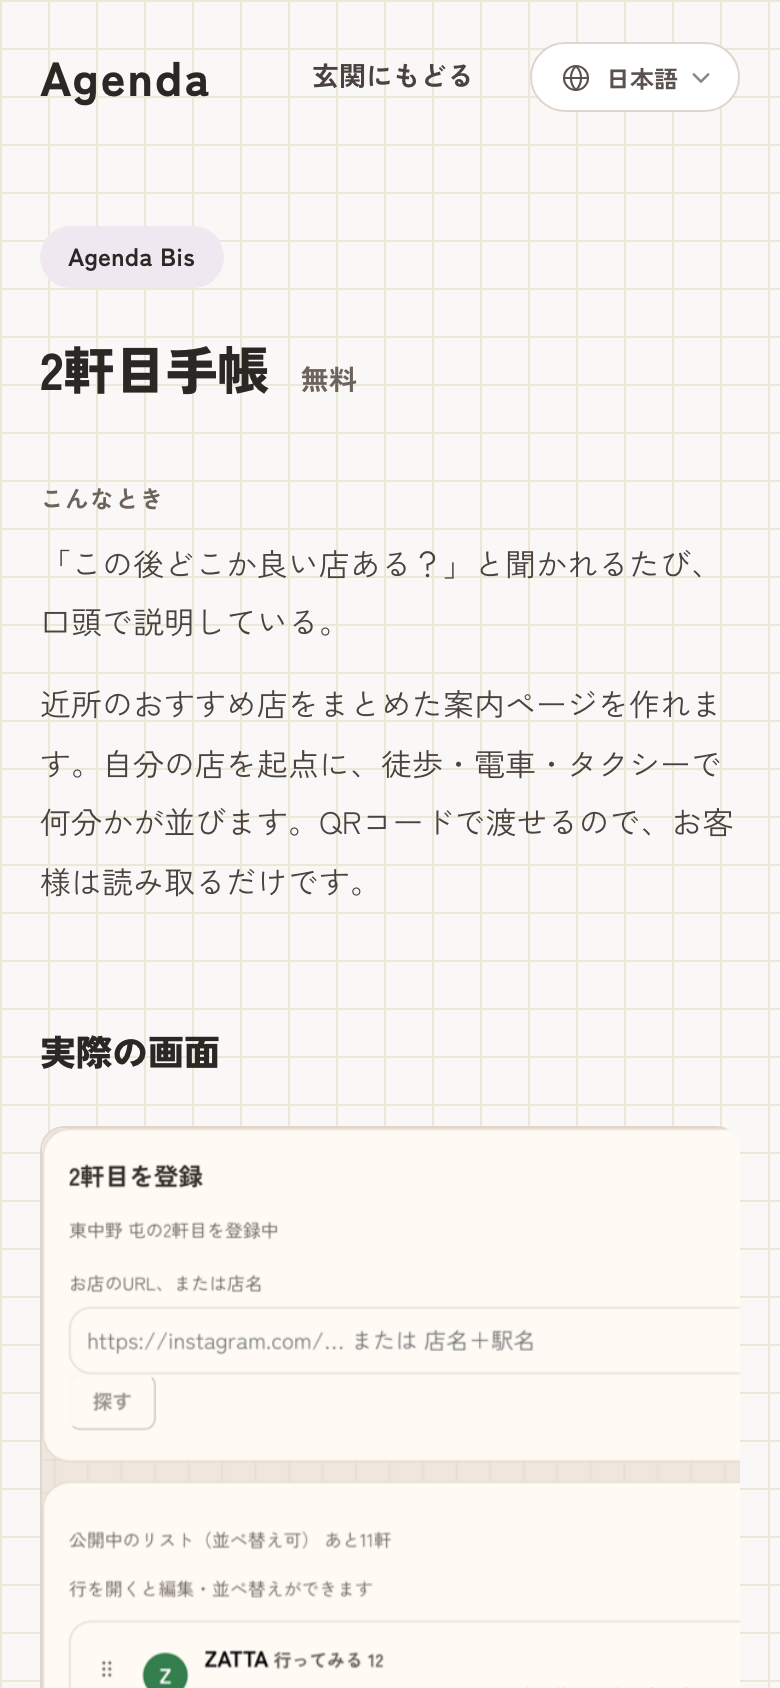 Agenda
玄関にもどる
日本語
Agenda Bis
2軒目手帳 無料
こんなとき
「この後どこか良い店ある？」と聞かれるたび、
口頭で説明している。
近所のおすすめ店をまとめた案内ページを作れま
す。自分の店を起点に、徒歩・電車・タクシーで
何分かが並びます。QRコードで渡せるので、お客
様は読み取るだけです。
実際の画面
2軒目を登録
東中野 屯の2軒目を登録中
お店のURL、または店名
https://instagram.com/... または 店名＋駅名
探す
公開中のリスト（並べ替え可） あと11軒
行を開くと編集・並べ替えができます
Z
ZATTA 行ってみる 12